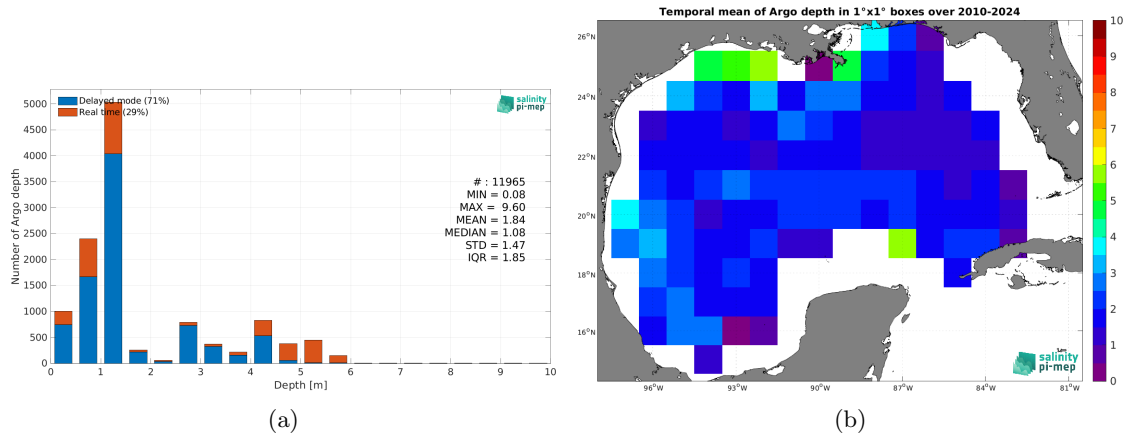 Delayed mode (71%)
Real time (29%)
salinity
pi-mep
# : 11965
MIN = 0.08
MAX = 9.60
MEAN = 1.84
MEDIAN = 1.08
STD = 1.47
IQR = 1.85
Number of Argo depth
5000
4500
4000
3500
3000
2500
2000
1500
1000
500
0
0 1 2 3 4 5 6 7 8 9 10
Depth [m]
(a)
Temporal mean of Argo depth in 1°x1° boxes over 2010-2024
26°N
24°N
22°N
20°N
18°N
16°N
96°W 93°W 90°W 87°W 84°W 81°W
salinity
pi-mep
10
9
8
7
6
5
4
3
2
1
0
(b)